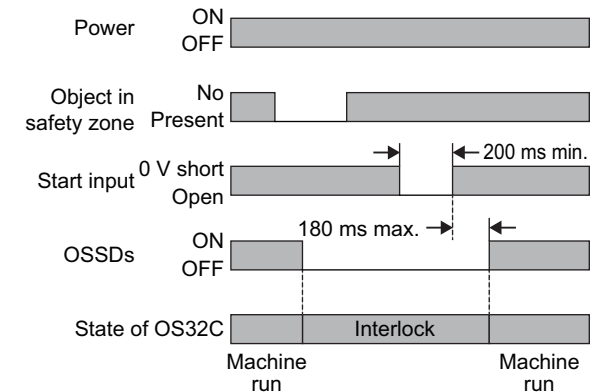 Power ON
OFF
Object in No
safety zone Present
Start input 0 V short
Open
200 ms min.
180 ms max.
OSSDs ON
OFF
State of OS32C Interlock
Machine run
Machine run